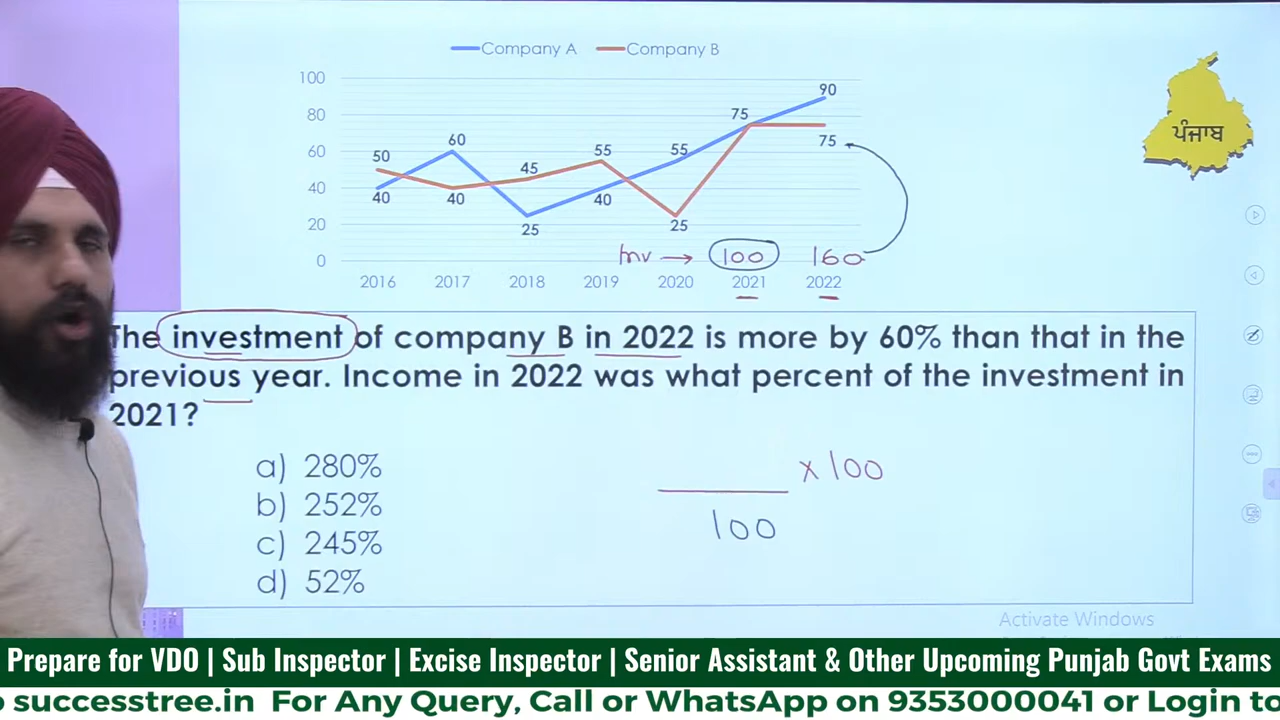 Company A Company B
100
80
60
40
20
0
50
40
60
40
45
25
55
40
55
25
75
90
75
Inv → 100 160
2016 2017 2018 2019 2020 2021 2022
ਪੰਜਾਬ
The investment of company B in 2022 is more by 60% than that in the
previous year. Income in 2022 was what percent of the investment in
2021?
a) 280%
b) 252%
c) 245%
d) 52%
x 100
100
Activate Windows
Prepare for VDO | Sub Inspector | Excise Inspector | Senior Assistant & Other Upcoming Punjab Govt Exams
successtree.in For Any Query, Call or WhatsApp on 9353000041 or Login to